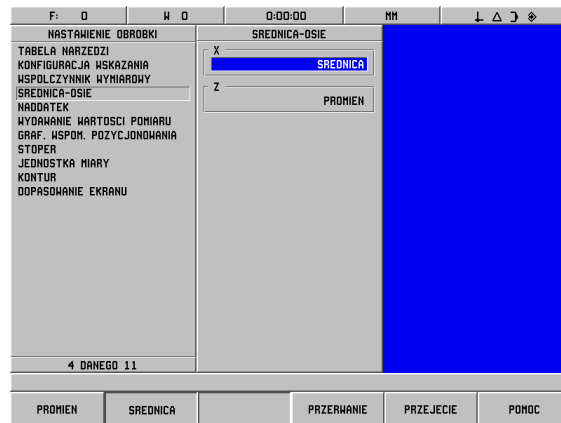 F: 0 W 0 0:00:00 MM
NASTAWIENIE OBROBKI
TABELA NARZEDZI
KONFIGURACJA WSKAZANIA
WSPOLCZYNNIK WYMIAROWY
SREDNICA-OSIE
NADDATEK
WYDAWANIE WARTOSCI POMIARU
GRAF. WSPOM. POZYCJONOWANIA
STOPER
JEDNOSTKA MIARY
KONTUR
DOPASOWANIE EKRANU
4 DANEGO 11
SREDNICA-OSIE
X
SREDNICA
Z
PROMIEN
PROMIEN SREDNICA PRZERWANIE PRZEJECIE POMOC